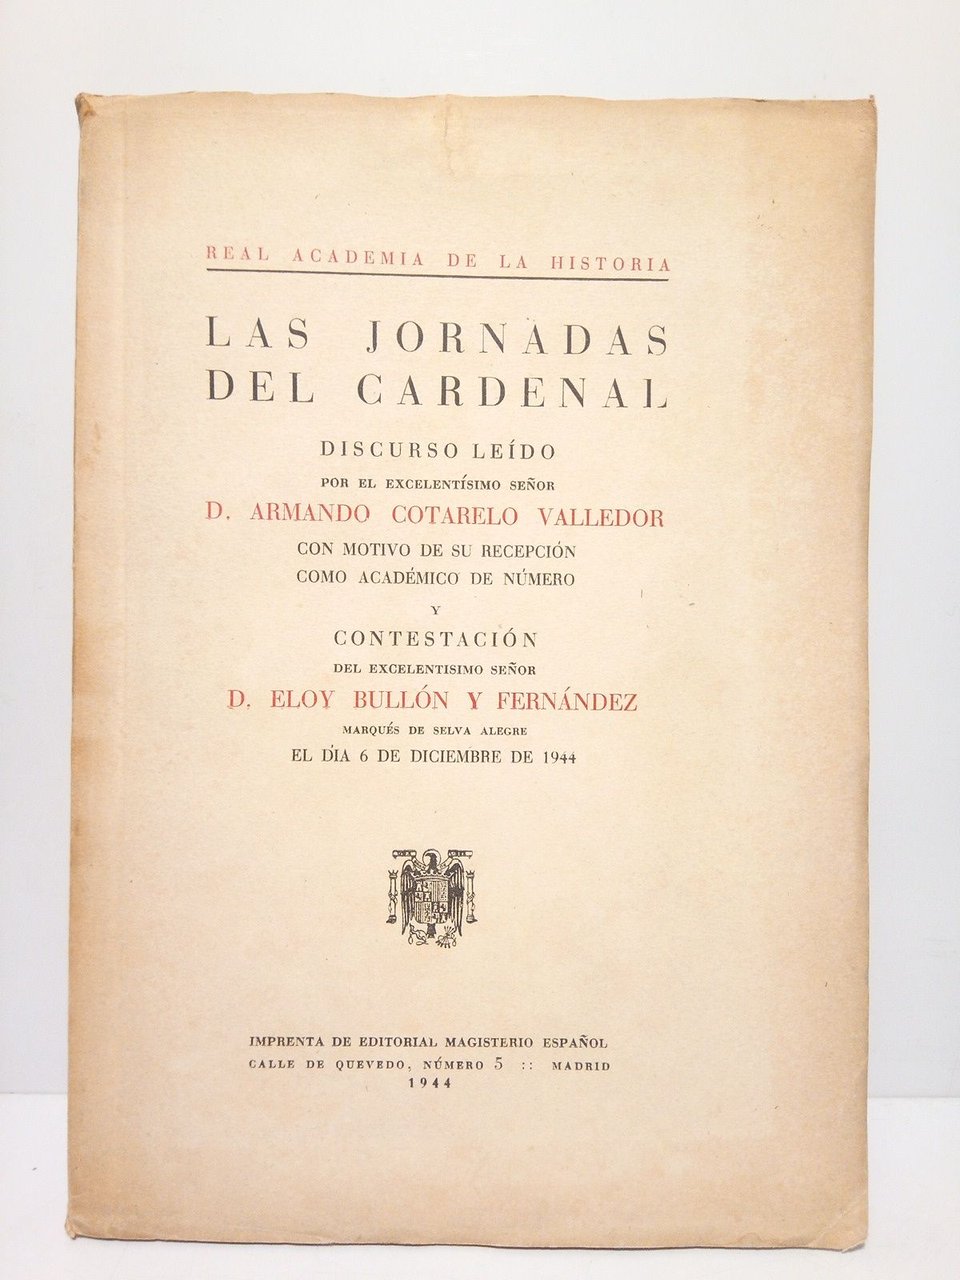 REAL ACADEMIA DE LA HISTORIA
LAS JORNADAS
DEL CARDENAL
DISCURSO LEÍDO
POR EL EXCELENTÍSIMO SEÑOR
D. ARMANDO COTARELO VALLEDOR
CON MOTIVO DE SU RECEPCIÓN
COMO ACADÉMICO DE NÚMERO
Y
CONTESTACIÓN
DEL EXCELENTISIMO SEÑOR
D. ELOY BULLÓN Y FERNÁNDEZ
MARQUÉS DE SELVA ALEGRE
EL DÍA 6 DE DICIEMBRE DE 1944
IMPRENTA DE EDITORIAL MAGISTERIO ESPAÑOL
CALLE DE QUEVEDO, NÚMERO 5 :: MADRID
1944